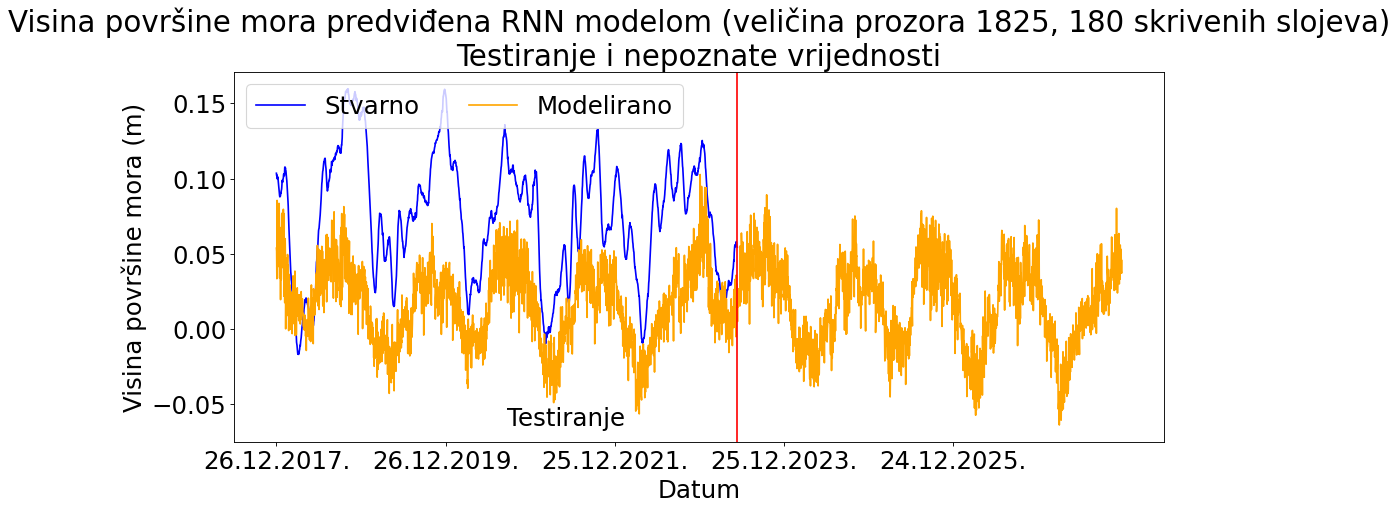 Visina površine mora predviđena RNN modelom (veličina prozora 1825, 180 skrivenih slojeva)
Testiranje i nepoznate vrijednosti
Stvarno
Modelirano
Visina površine mora (m)
0.15
0.10
0.05
0.00
−0.05
Testiranje
26.12.2017.
26.12.2019.
25.12.2021.
25.12.2023.
24.12.2025.
Datum